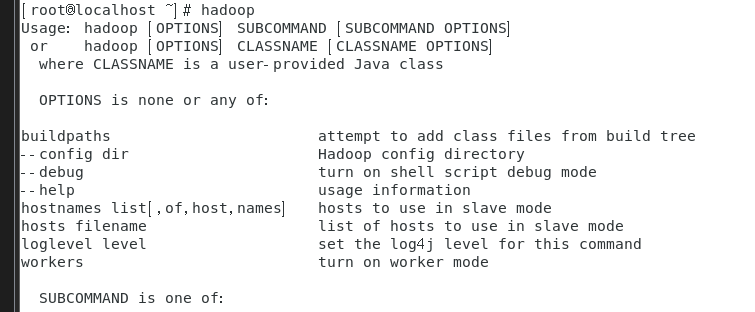 [root@localhost ~]# hadoop
Usage: hadoop [OPTIONS] SUBCOMMAND [SUBCOMMAND OPTIONS]
or hadoop [OPTIONS] CLASSNAME [CLASSNAME OPTIONS]
where CLASSNAME is a user-provided Java class
OPTIONS is none or any of:
buildpaths attempt to add class files from build tree
--config dir Hadoop config directory
--debug turn on shell script debug mode
--help usage information
hostnames list[,of,host,names] hosts to use in slave mode
hosts filename list of hosts to use in slave mode
loglevel level set the log4j level for this command
workers turn on worker mode
SUBCOMMAND is one of: